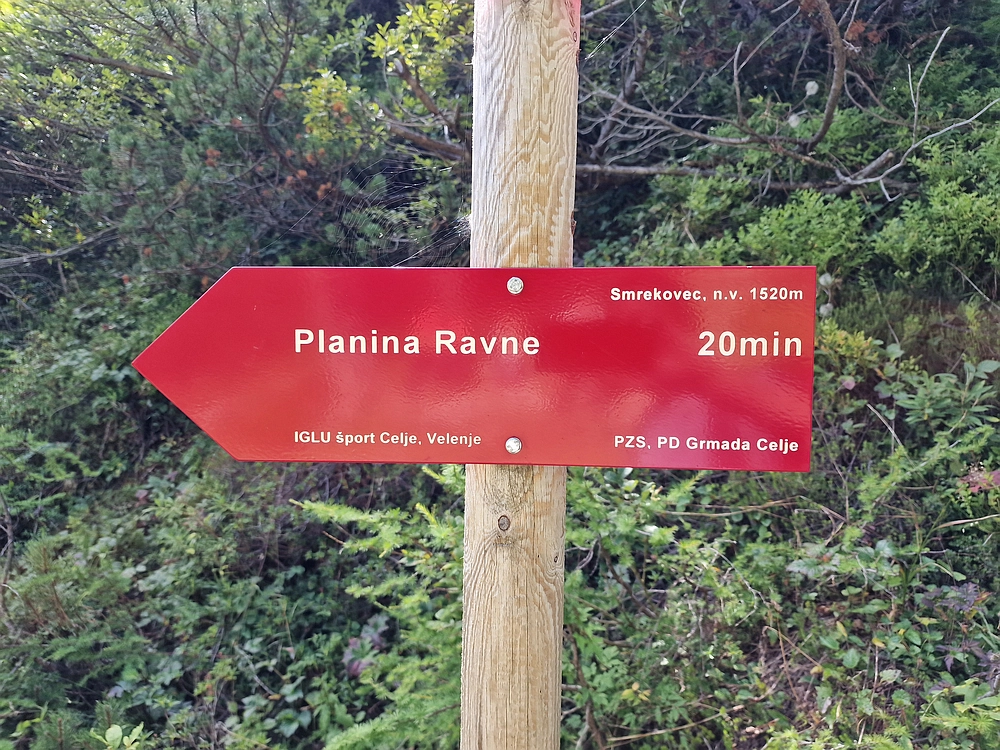 Smrekovec, n.v. 1520m
Planina Ravne 20min
IGLU šport Celje, Velenje PZS, PD Grmada Celje